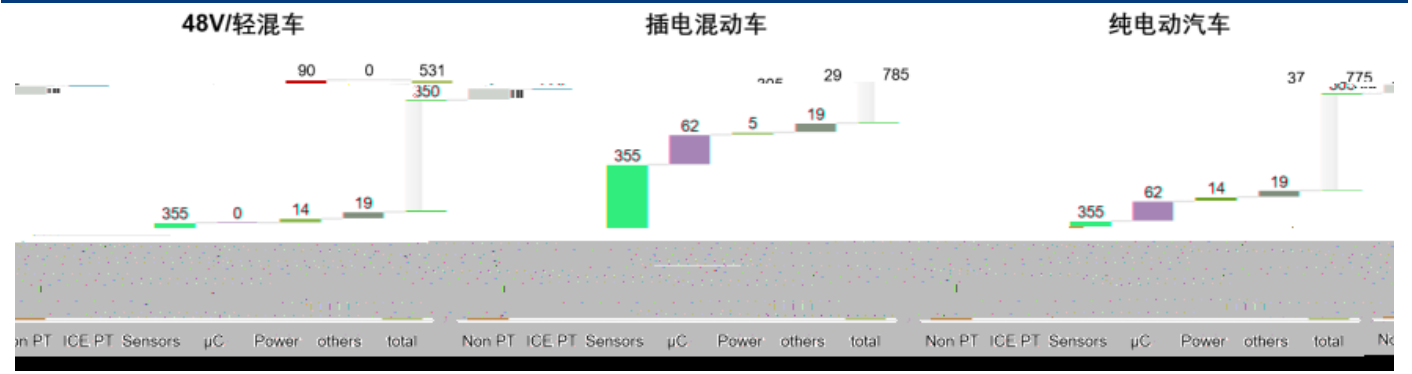 48V/轻混车 插电混动车 纯电动汽车
90 0 531 29 785 37 775
350
62 5 19
355
355 0 14 19 355 62 14 19
ICE PT Sensors μC Power others total Non PT ICE PT Sensors μC Power others total Non PT ICE PT Sensors μC Power others total